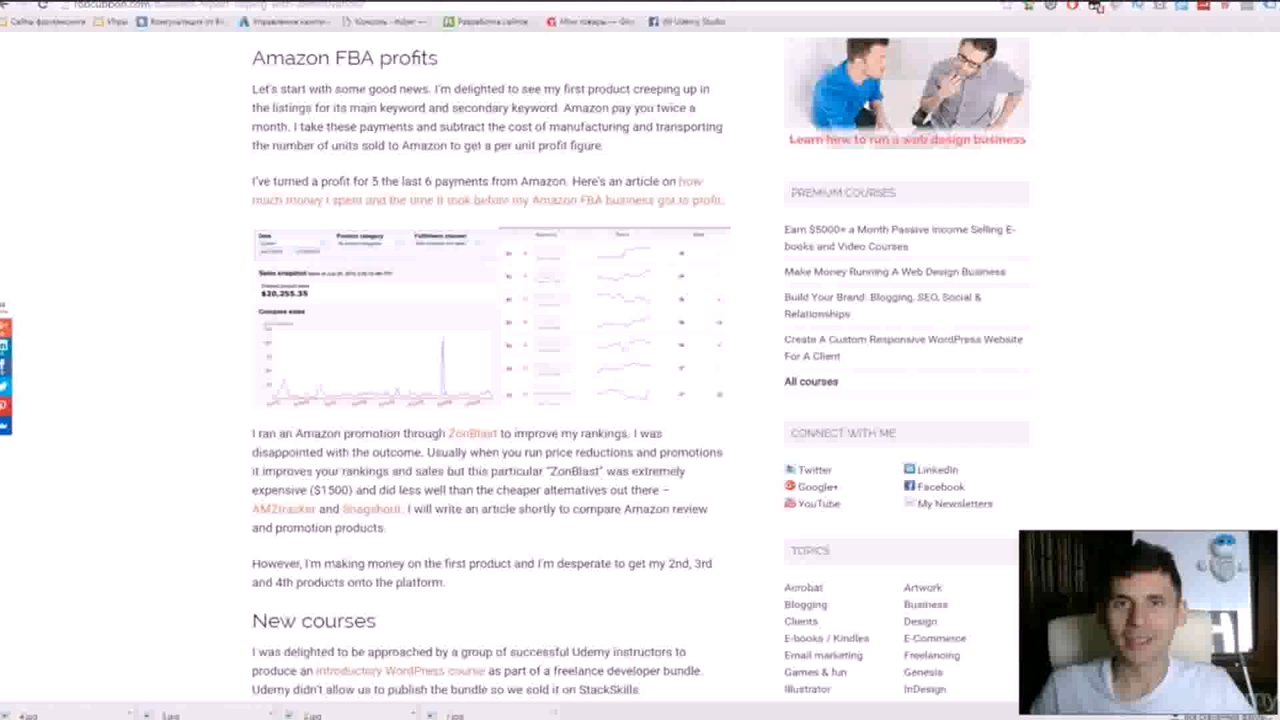 Разработка сайтов
Udemy Studio
Amazon FBA profits
Let's start with some good news. I'm delighted to see my first product creeping up in
the listings for its main keyword and secondary keyword. Amazon pay you twice a
month. I take these payments and subtract the cost of manufacturing and transporting
the number of units sold to Amazon to get a per unit profit figure.
I've turned a profit for 5 the last 6 payments from Amazon. Here's an article on how
much money I spent and the time it took before my Amazon FBA business got to profit.
Date
Product category
Fulfillment channel
Sales snapshot
$20,255.35
Compare sales
I ran an Amazon promotion through ZonBlast to improve my rankings. I was
disappointed with the outcome. Usually when you run price reductions and promotions
it improves your rankings and sales but this particular "ZonBlast" was extremely
expensive ($1500) and did less well than the cheaper alternatives out there –
AMZtracker and Snagshout. I will write an article shortly to compare Amazon review
and promotion products.
However, I'm making money on the first product and I'm desperate to get my 2nd, 3rd
and 4th products onto the platform.
New courses
I was delighted to be approached by a group of successful Udemy instructors to
produce an introductory WordPress course as part of a freelance developer bundle.
Udemy didn't allow us to publish the bundle so we sold it on StackSkills.
Learn how to run a web design business
PREMIUM COURSES
Earn $5000+ a Month Passive Income Selling E-
books and Video Courses
Make Money Running A Web Design Business
Build Your Brand: Blogging, SEO, Social &
Relationships
Create A Custom Responsive WordPress Website
For A Client
All courses
CONNECT WITH ME
Twitter LinkedIn
Google+ Facebook
YouTube My Newsletters
TOPICS
Acrobat Artwork
Blogging Business
Clients Design
E-books / Kindles E-Commerce
Email marketing Freelancing
Games & fun Genesis
Illustrator InDesign